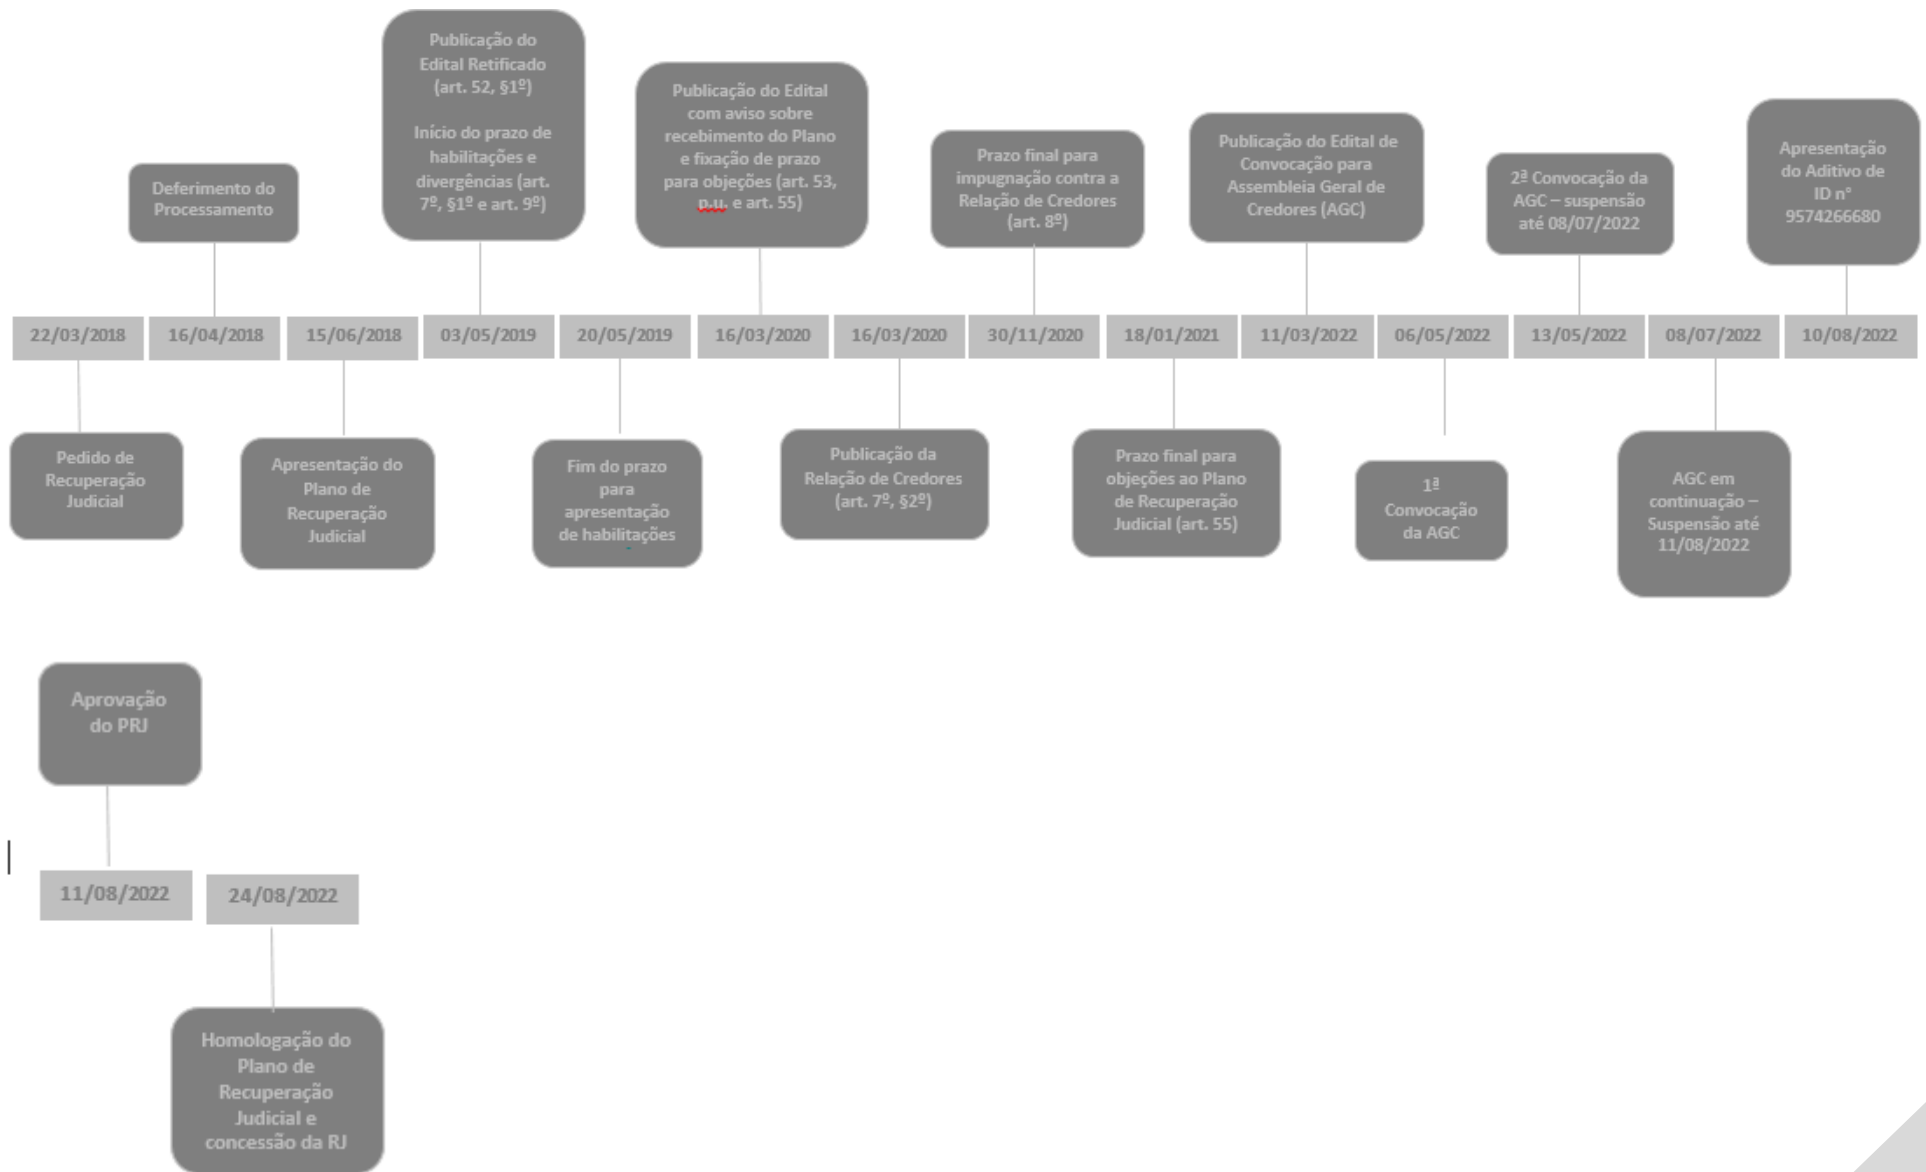 Publicação do
Edital Retificado
(art. 52, §1º)
Início do prazo de
habilitações e
divergências (art.
7º, §1º e art. 9º)
Publicação do Edital
com aviso sobre
recebimento do Plano
e fixação de prazo
para objeções (art. 53,
p.u. e art. 55)
Deferimento do
Processamento
Prazo final para
impugnação contra a
Relação de Credores
(art. 8º)
Publicação do Edital de
Convocação para
Assembleia Geral de
Credores (AGC)
2ª Convocação da
AGC – suspensão
até 08/07/2022
Apresentação
do Aditivo de
ID n°
9574266680
22/03/2018
16/04/2018
15/06/2018
03/05/2019
20/05/2019
16/03/2020
16/03/2020
30/11/2020
18/01/2021
11/03/2022
06/05/2022
13/05/2022
08/07/2022
10/08/2022
Pedido de
Recuperação
Judicial
Apresentação do
Plano de
Recuperação
Judicial
Fim do prazo
para
apresentação
de habilitações
Publicação da
Relação de Credores
(art. 7º, §2º)
Prazo final para
objeções ao Plano
de Recuperação
Judicial (art. 55)
1ª
Convocação
da AGC
AGC em
continuação –
Suspensão até
11/08/2022
Aprovação
do PRJ
11/08/2022
24/08/2022
Homologação do
Plano de
Recuperação
Judicial e
concessão da RJ